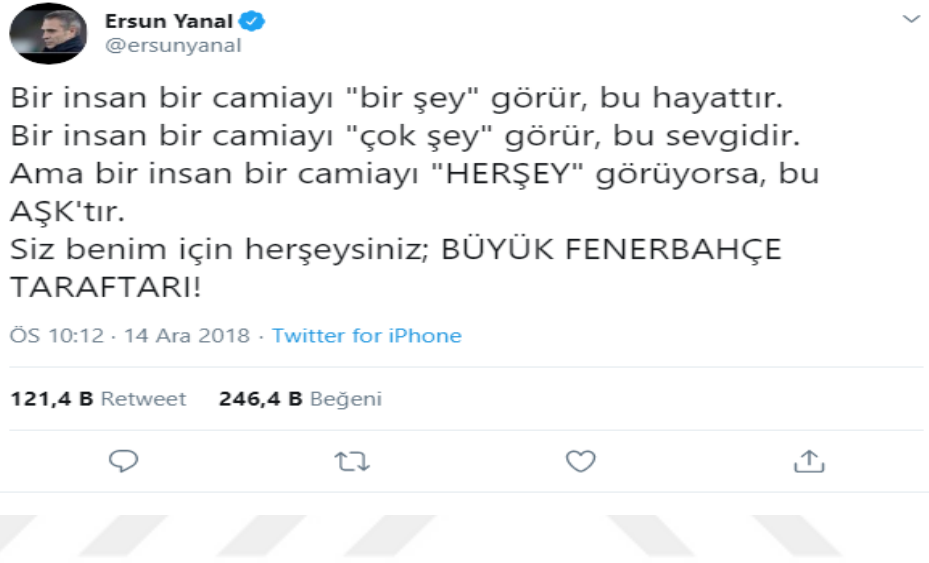 Ersun Yanal
@ersunyanal
Bir insan bir camiayı "bir şey" görür, bu hayattır.
Bir insan bir camiayı "çok şey" görür, bu sevgidir.
Ama bir insan bir camiayı "HERŞEY" görüyorsa, bu
AŞK'tır.
Siz benim için herşeysiniz; BÜYÜK FENERBAHÇE
TARAFTARI!
ÖS 10:12 · 14 Ara 2018 · Twitter for iPhone
121,4 B Retweet 246,4 B Beğeni